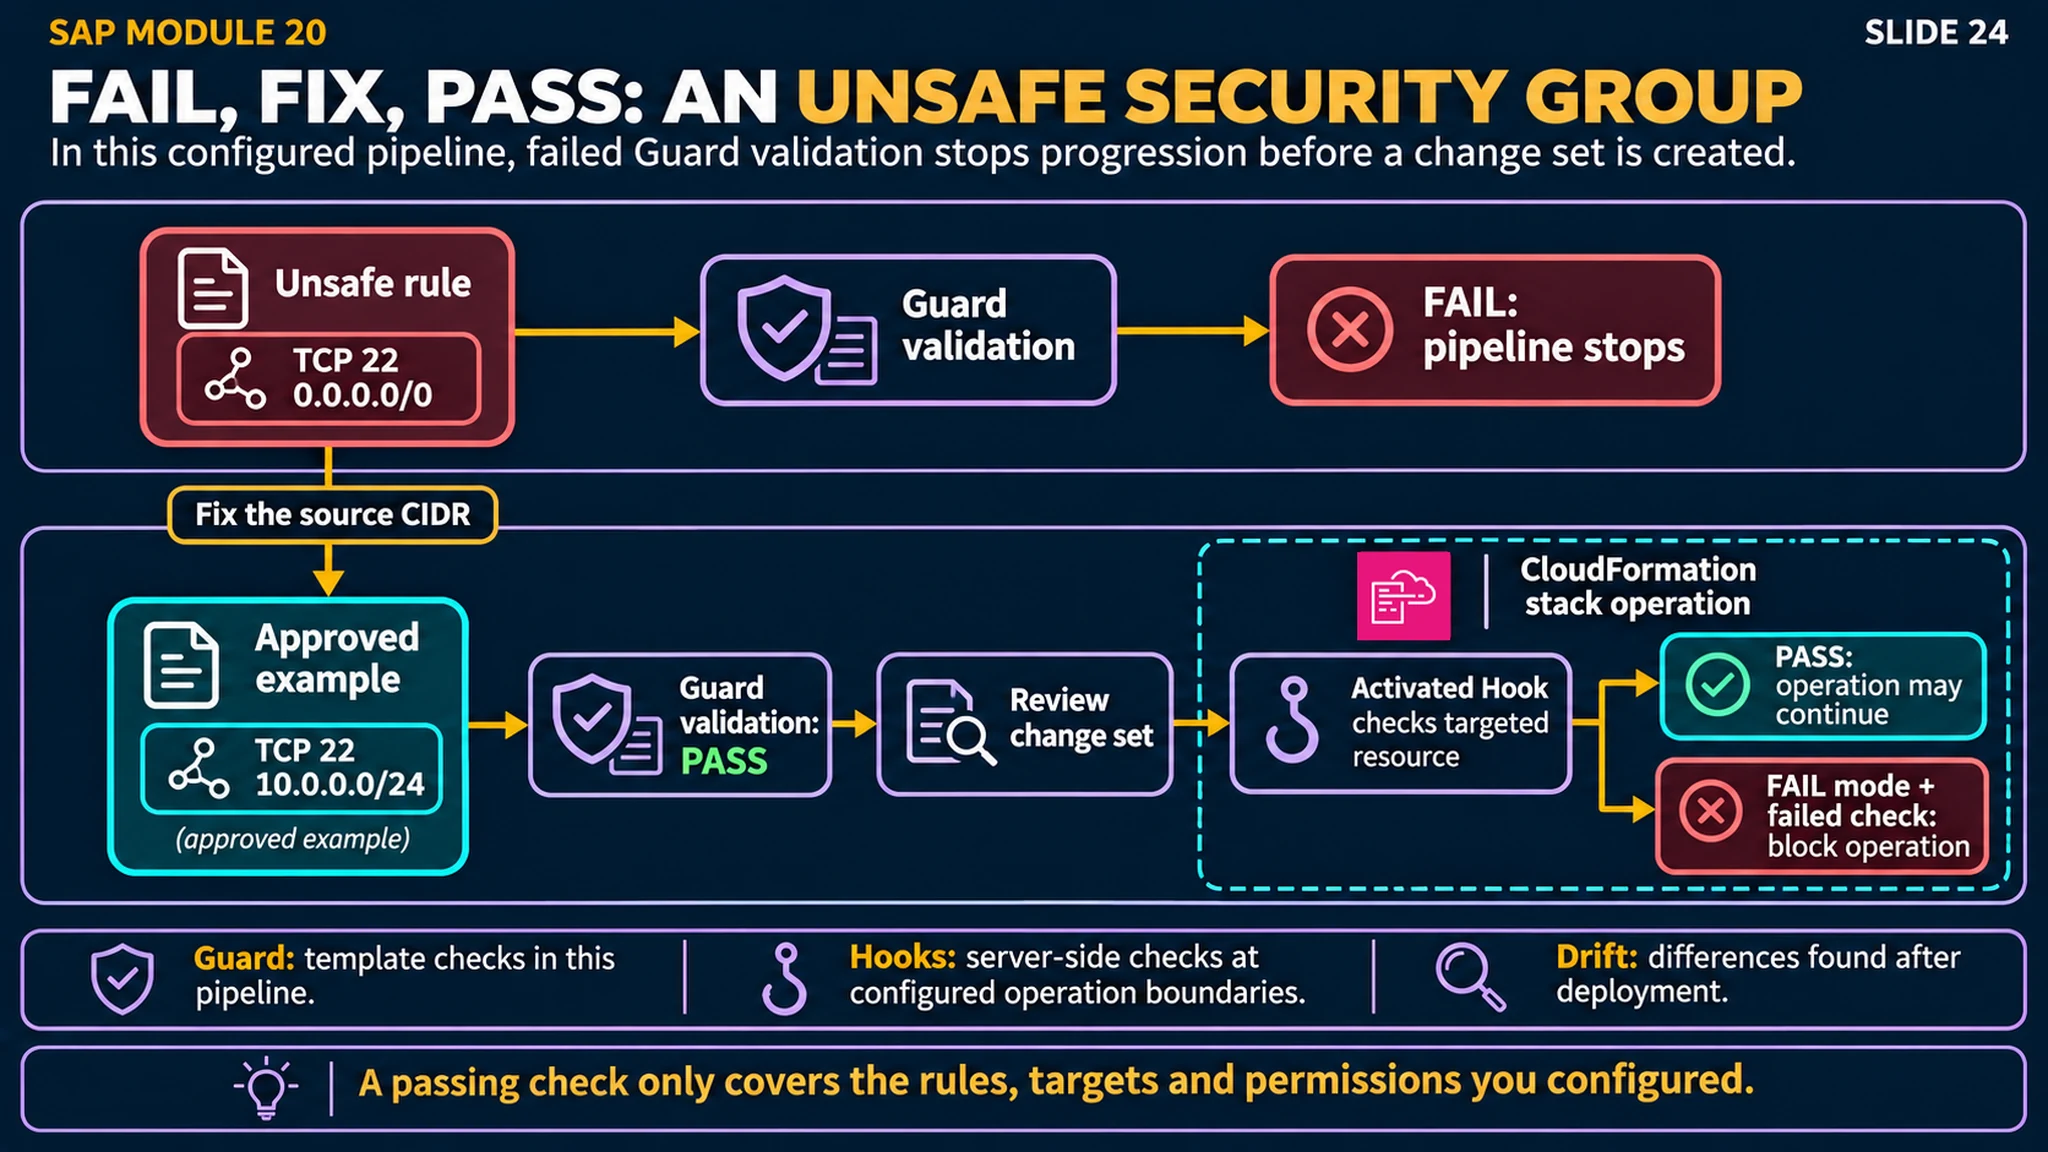 SAP MODULE 20
SLIDE 24
FAIL, FIX, PASS: AN UNSAFE SECURITY GROUP
In this configured pipeline, failed Guard validation stops progression before a change set is created.
Unsafe rule
TCP 22
0.0.0.0/0
Guard
validation
FAIL:
pipeline stops
Fix the source CIDR
Approved
example
TCP 22
10.0.0.0/24
(approved example)
Guard
validation:
PASS
Review
change set
CloudFormation
stack operation
Activated Hook
checks targeted
resource
PASS:
operation may
continue
FAIL mode +
failed check:
block operation
Guard: template checks in this
pipeline.
Hooks: server-side checks at
configured operation boundaries.
Drift: differences found after
deployment.
A passing check only covers the rules, targets and permissions you configured.